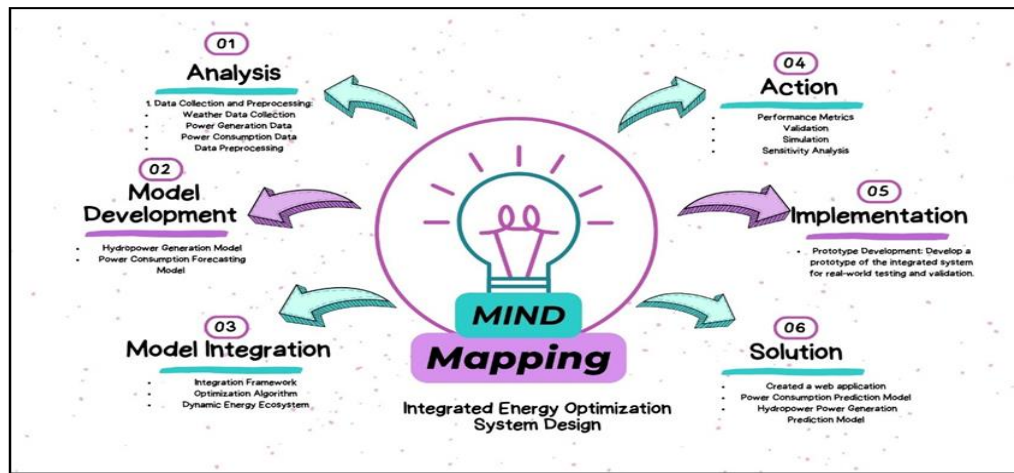 01
Analysis
1. Data Collection and Preprocessing:
• Weather Data Collection
• Power Generation Data
• Power Consumption Data
• Data Preprocessing
02
Model
Development
• Hydropower Generation Model
• Power Consumption Forecasting
Model
03
Model Integration
• Integration Framework
• Optimization Algorithm
• Dynamic Energy Ecosystem
MIND
Mapping
Integrated Energy Optimization
System Design
04
Action
• Performance Metrics
• Validation
• Simulation
• Sensitivity Analysis
05
Implementation
• Prototype Development: Develop a
prototype of the integrated system
for real-world testing and validation.
06
Solution
• Created a web application
• Power Consumption Prediction Model
• Hydropower Power Generation
Prediction Model